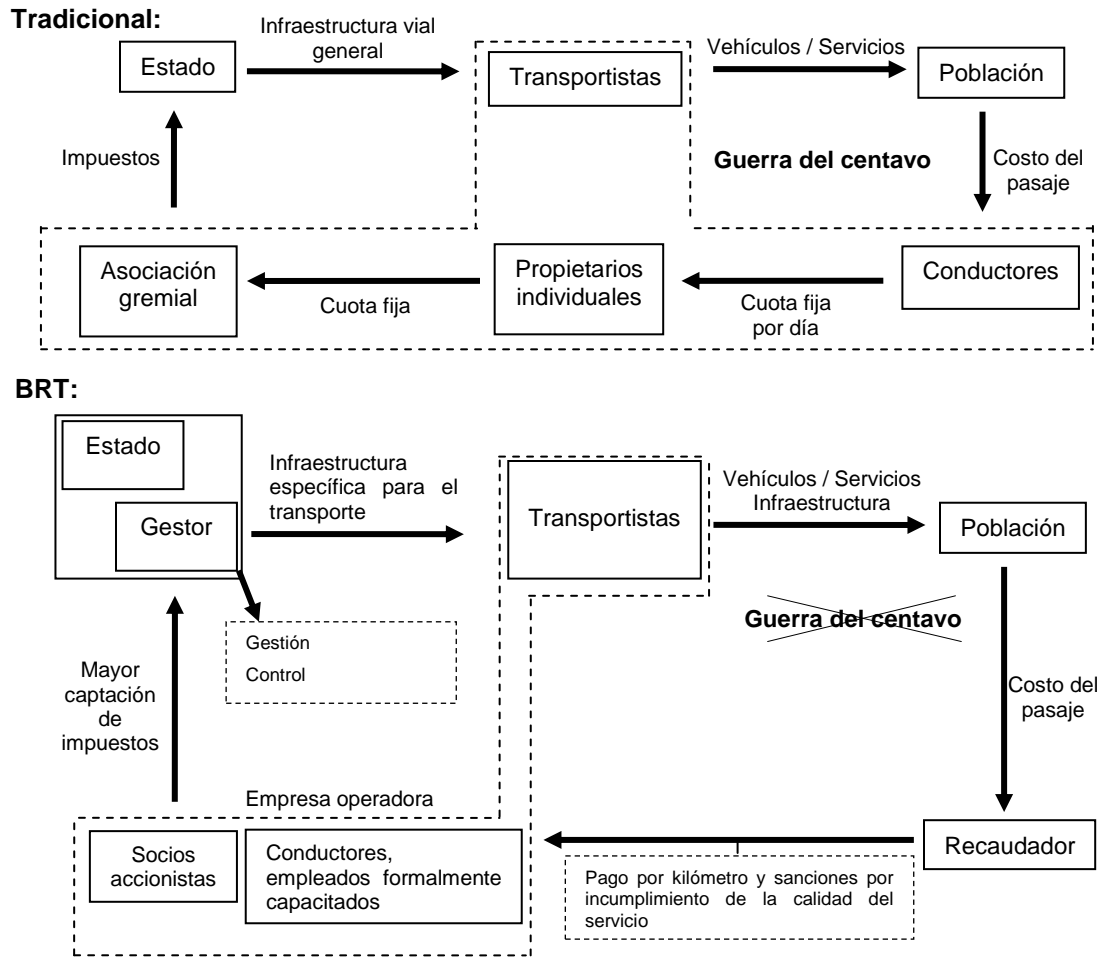 Tradicional:
Infraestructura vial
general
Estado
Transportistas
Vehículos / Servicios
Población
Impuestos
Guerra del centavo
Costo del
pasaje
Asociación
gremial
Cuota fija
Propietarios
individuales
Cuota fija
por día
Conductores
BRT:
Estado
Gestor
Infraestructura
específica para el
transporte
Transportistas
Vehículos / Servicios
Infraestructura
Población
Guerra del centavo
Gestión
Control
Mayor
captación
de
impuestos
Costo del
pasaje
Empresa operadora
Socios
accionistas
Conductores,
empleados formalmente
capacitados
Pago por kilómetro y sanciones por
incumplimiento de la calidad del
servicio
Recaudador